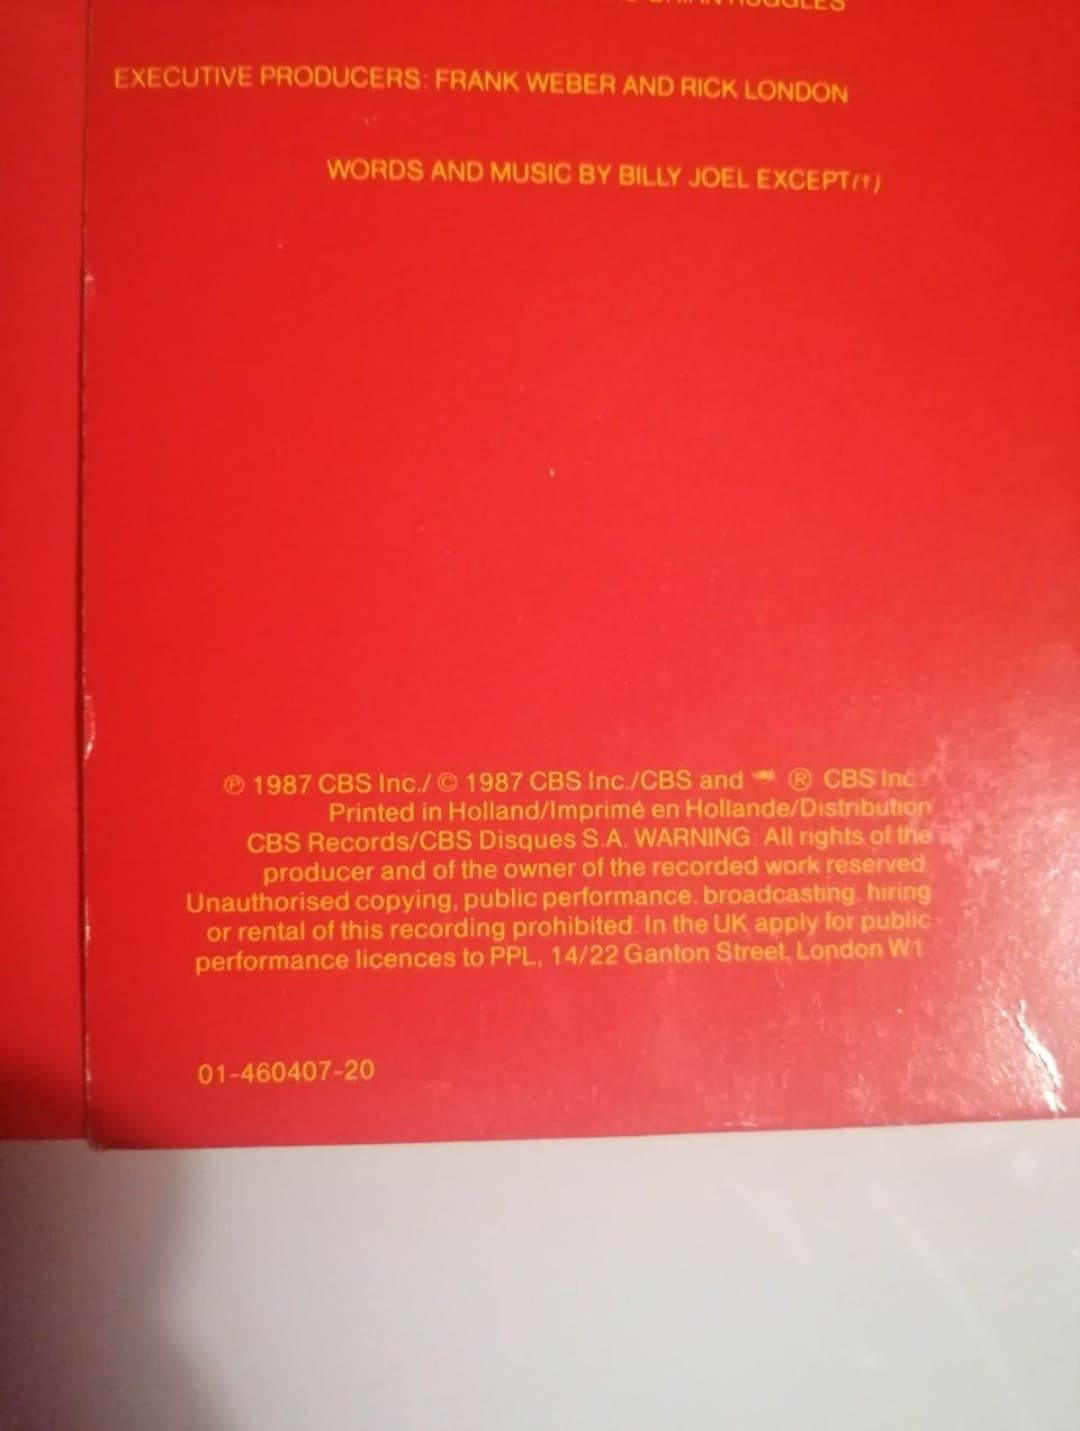 BRIAN RUGGLES
EXECUTIVE PRODUCERS: FRANK WEBER AND RICK LONDON
WORDS AND MUSIC BY BILLY JOEL EXCEPT(†)
℗ 1987 CBS Inc./ © 1987 CBS Inc./CBS and ® CBS Inc./
Printed in Holland/Imprimé en Hollande/Distribution
CBS Records/CBS Disques S.A. WARNING: All rights of the
producer and of the owner of the recorded work reserved.
Unauthorised copying, public performance, broadcasting, hiring
or rental of this recording prohibited. In the UK apply for public
performance licences to PPL, 14/22 Ganton Street, London W1
01-460407-20